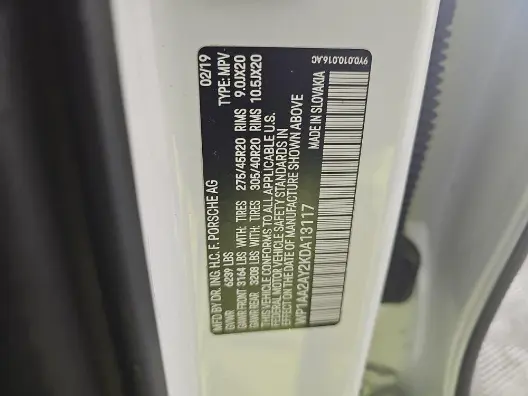 MFD BY DR. ING. H.C. F. PORSCHE AG 02/19
GVWR 6239 LBS TYPE: MPV
GAWR FRONT 3164 LBS WITH: TIRES 275/45R20 RIMS 9.0JX20
GAWR REAR 3208 LBS WITH: TIRES 305/40R20 RIMS 10.5JX20
THIS VEHICLE CONFORMS TO ALL APPLICABLE U.S.
FEDERAL MOTOR VEHICLE SAFETY STANDARDS IN
EFFECT ON THE DATE OF MANUFACTURE SHOWN ABOVE
WP1AA2AY2KDA13117 MADE IN SLOVAKIA
9Y0.010.016.AC